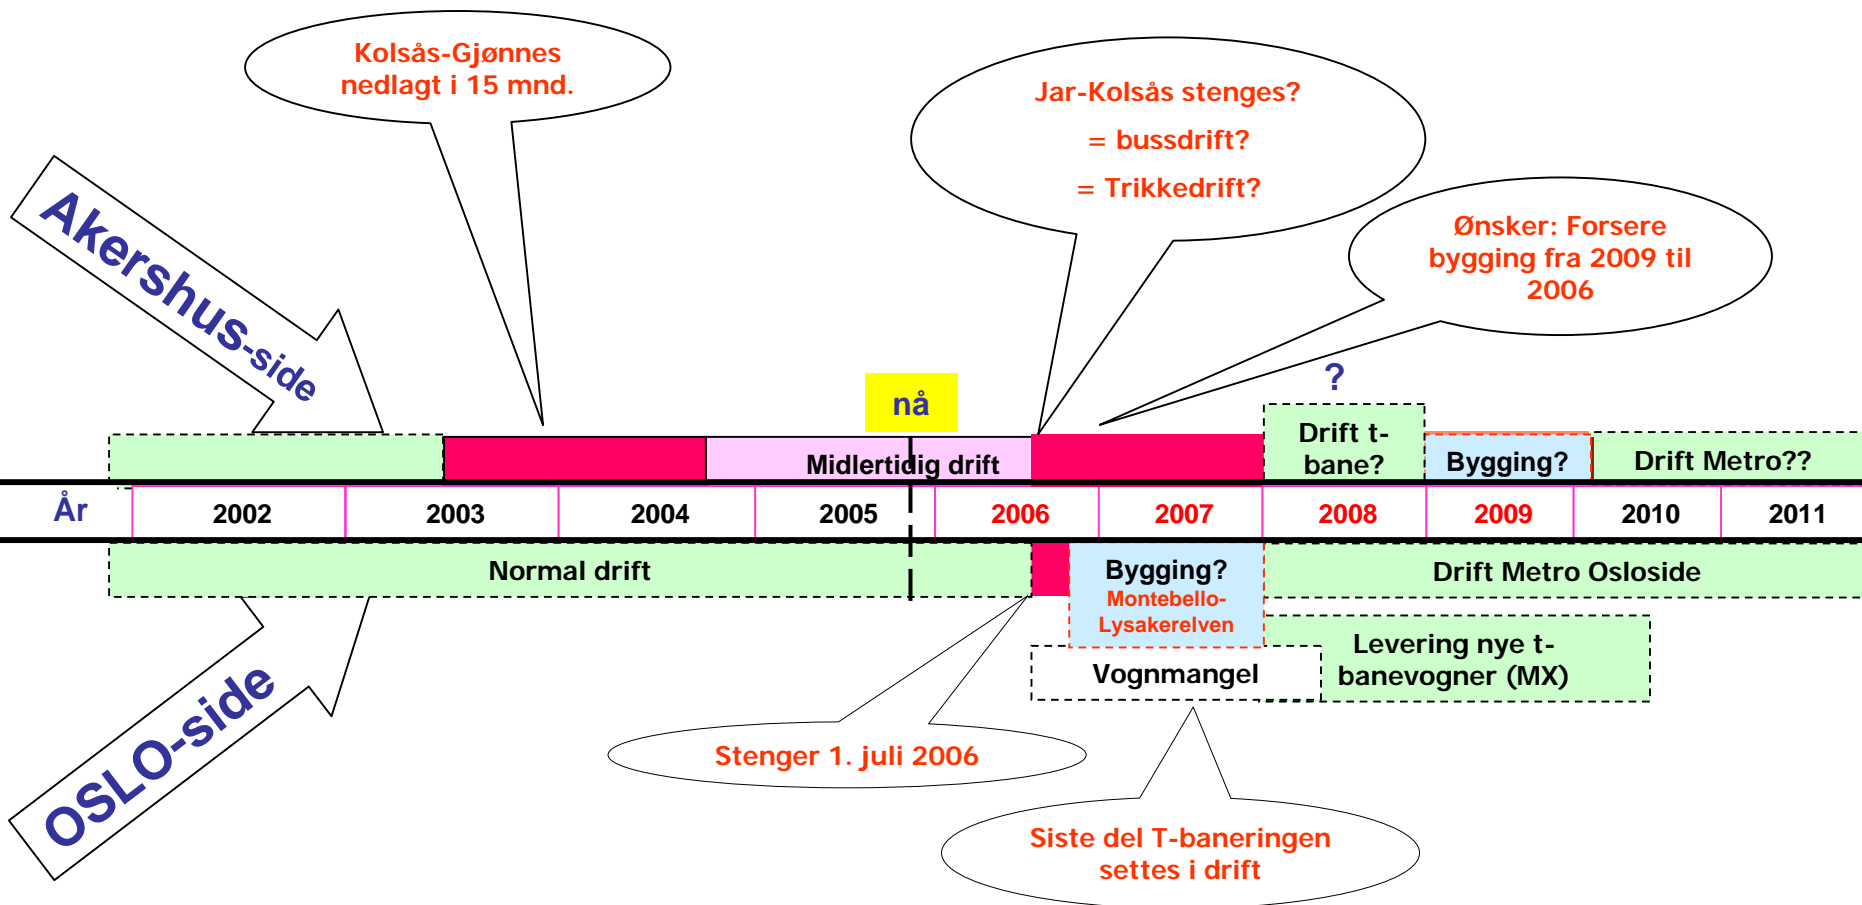 Kolsås-Gjønnes
nedlagt i 15 mnd.
Jar-Kolsås stenges?
= bussdrift?
= Trikkedrift?
Ønsker: Forsere
bygging fra 2009 til
2006
Akershus-side
nå
?
Midlertidig drift
Drift t-
bane?
Bygging?
Drift Metro??
År
2002
2003
2004
2005
2006
2007
2008
2009
2010
2011
Normal drift
Bygging?
Montebello-
Lysakerelven
Drift Metro Osloside
Vognmangel
Levering nye t-
banevogner (MX)
OSLO-side
Stenger 1. juli 2006
Siste del T-baneringen
settes i drift